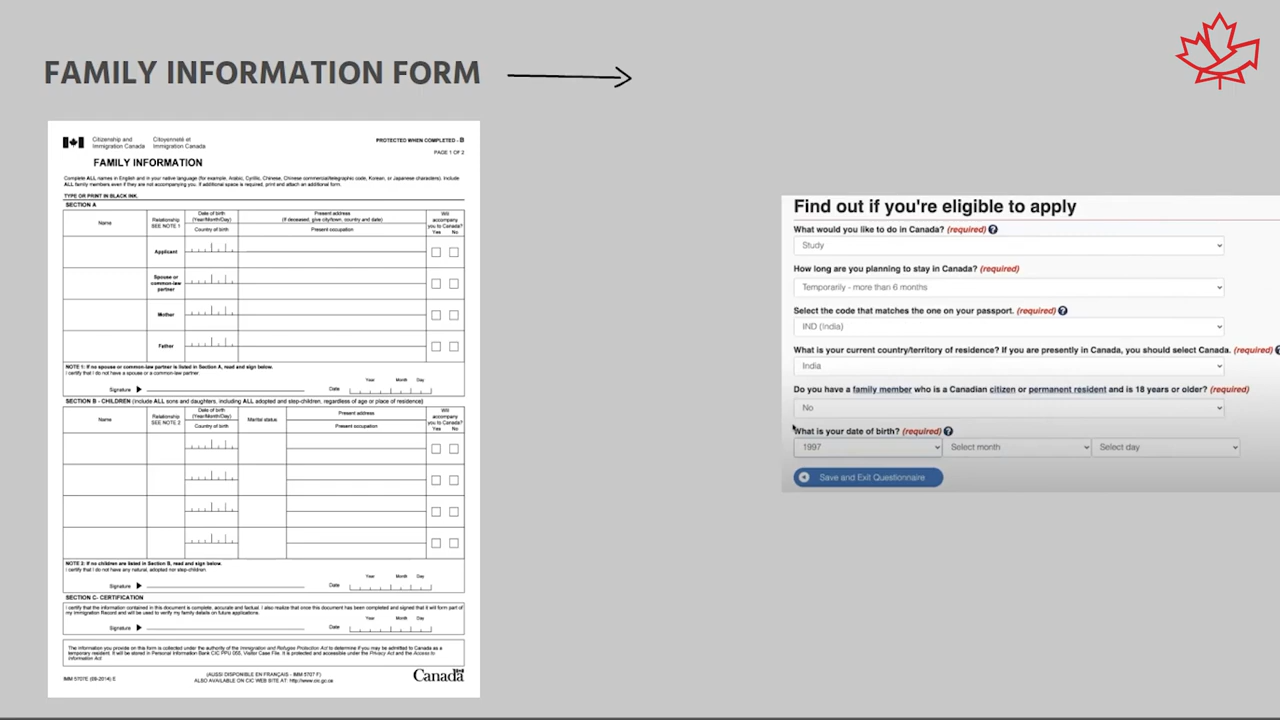 FAMILY INFORMATION FORM
Citizenship and Immigration Canada
Citoyenneté et Immigration Canada
PROTECTED WHEN COMPLETED - B
PAGE 1 OF 2
FAMILY INFORMATION
Complete ALL names in English and in your native language (for example, Arabic, Cyrillic, Chinese, Chinese commercial/telegraphic code, Korean, or Japanese characters). Include
ALL family members even if they are not accompanying you. If additional space is required, print and attach an additional form.
TYPE OR PRINT IN BLACK INK.
SECTION A
Name
Relationship
SEE NOTE 1
Date of birth
(Year/Month/Day)
Country of birth
Present address
(If deceased, give city/town, country and date)
Present occupation
Will
accompany
you to Canada?
Yes No
Applicant
Spouse or
common-law
partner
Mother
Father
NOTE 1: If no spouse or common-law partner is listed in Section A, read and sign below.
I certify that I do not have a spouse or a common-law partner.
Signature
Date
Year Month Day
SECTION B - CHILDREN (include ALL sons and daughters, including ALL adopted and step-children, regardless of age or place of residence)
Name
Relationship
SEE NOTE 2
Date of birth
(Year/Month/Day)
Country of birth
Marital status
Present address
Present occupation
Will
accompany
you to Canada?
Yes No
NOTE 2: If no children are listed in Section B, read and sign below.
I certify that I do not have any natural, adopted nor step-children.
Signature
Date
Year Month Day
SECTION C- CERTIFICATION
I certify that the information contained in this document is complete, accurate and factual. I also realize that once this document has been completed and signed that it will form part of
my Immigration Record and will be used to verify my family details on future applications.
Signature
Date
Year Month Day
The information you provide on this form is collected under the authority of the Immigration and Refugee Protection Act to determine if you may be admitted to Canada as a
temporary resident. It will be stored in Personal Information Bank CIC PPU 055, Visitor Case File. It is protected and accessible under the Privacy Act and the Access to
Information Act.
IMM 5707E (08-2014) E
(AUSSI DISPONIBLE EN FRANÇAIS - IMM 5707 F)
ALSO AVAILABLE ON CIC WEB SITE AT: http://www.cic.gc.ca
Canada
Find out if you're eligible to apply
What would you like to do in Canada? (required)
Study
How long are you planning to stay in Canada? (required)
Temporarily - more than 6 months
Select the code that matches the one on your passport. (required)
IND (India)
What is your current country/territory of residence? If you are presently in Canada, you should select Canada. (required)
India
Do you have a family member who is a Canadian citizen or permanent resident and is 18 years or older? (required)
No
What is your date of birth? (required)
1997 Select month Select day
Save and Exit Questionnaire